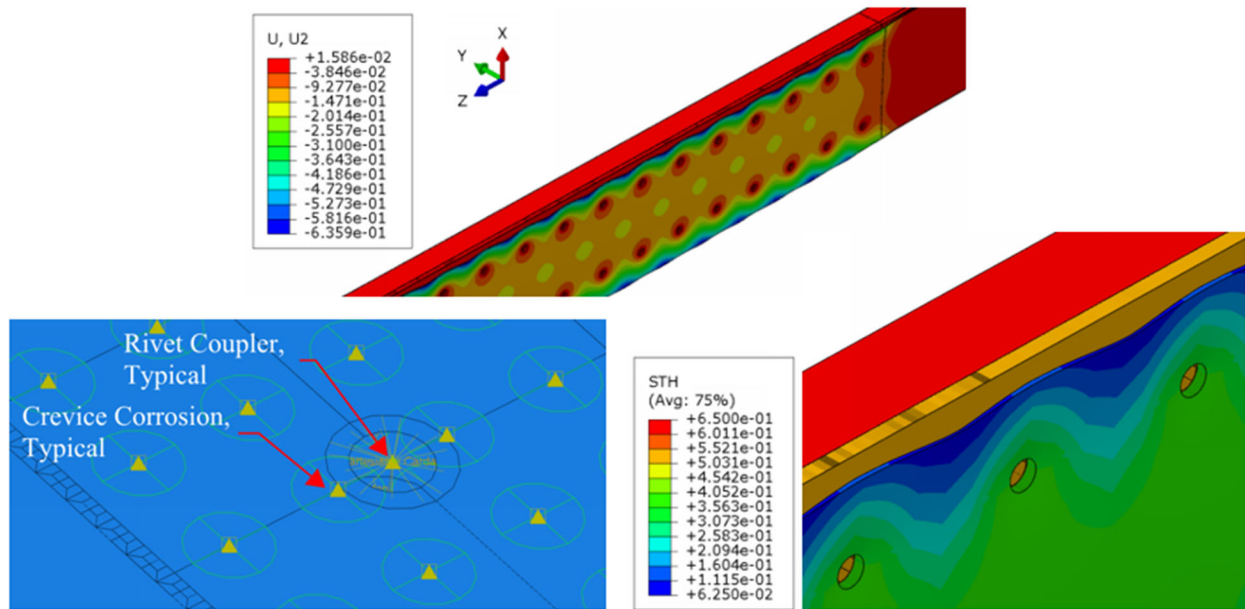 U, U2
+1.586e-02
-3.846e-02
-9.277e-02
-1.471e-01
-2.014e-01
-2.557e-01
-3.100e-01
-3.643e-01
-4.186e-01
-4.729e-01
-5.273e-01
-5.816e-01
-6.359e-01
X
Y
Z
Rivet Coupler,
Typical
Crevice Corrosion,
Typical
STH
(Avg: 75%)
+6.500e-01
+6.011e-01
+5.521e-01
+5.031e-01
+4.542e-01
+4.052e-01
+3.563e-01
+3.073e-01
+2.583e-01
+2.094e-01
+1.604e-01
+1.115e-01
+6.250e-02